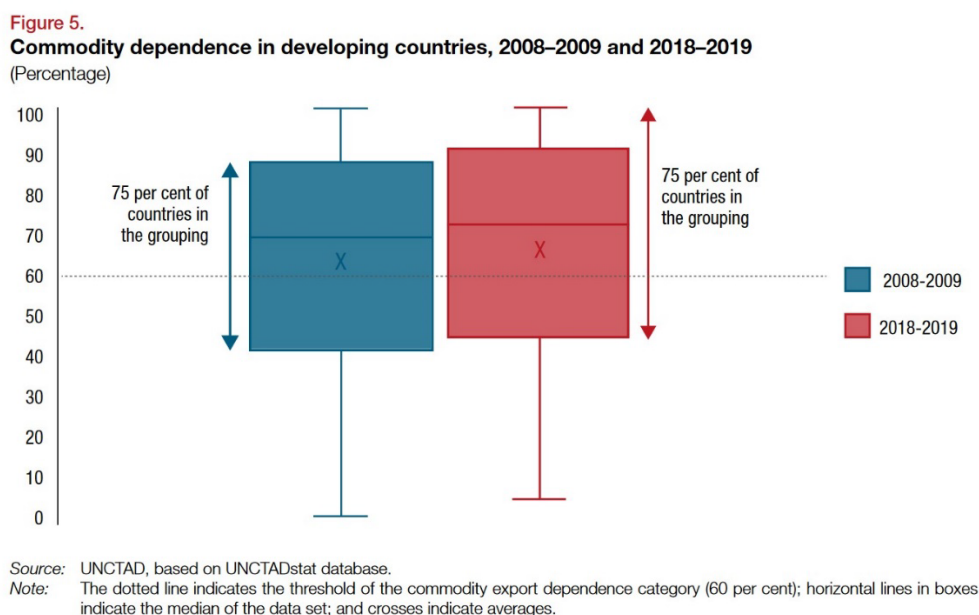 Figure 5.
Commodity dependence in developing countries, 2008–2009 and 2018–2019
(Percentage)
100
90
80
70
60
50
40
30
20
10
0
75 per cent of
countries in
the grouping
X
X
75 per cent of
countries in
the grouping
2008-2009
2018-2019
Source: UNCTAD, based on UNCTADstat database.
Note: The dotted line indicates the threshold of the commodity export dependence category (60 per cent); horizontal lines in boxes
indicate the median of the data set; and crosses indicate averages.